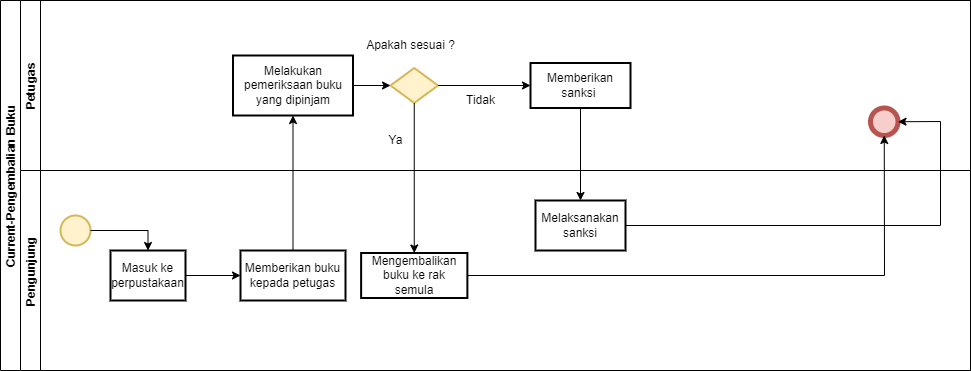 Current-Pengembalian Buku
Petugas
Apakah sesuai ?
Melakukan
pemeriksaan buku
yang dipinjam
Tidak
Memberikan
sanksi
Ya
Pengunjung
Masuk ke
perpustakaan
Memberikan buku
kepada petugas
Mengembalikan
buku ke rak
semula
Melaksanakan
sanksi